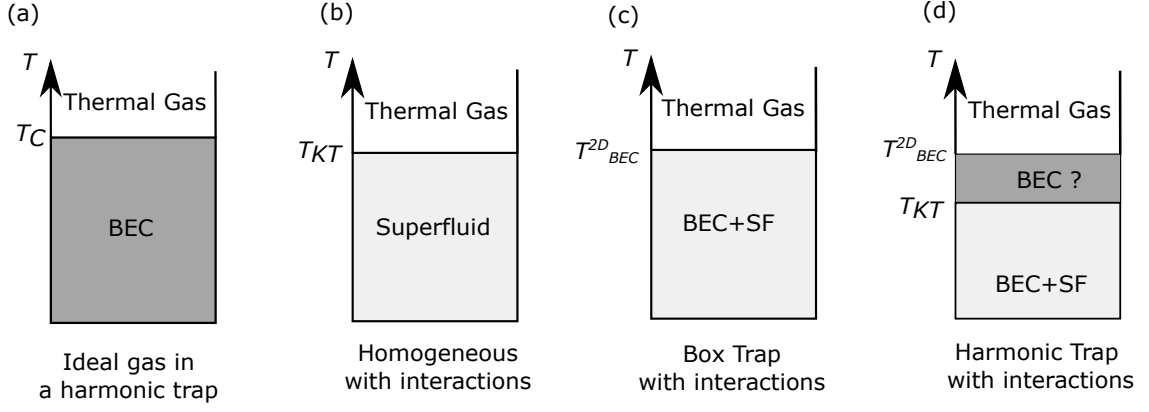 (a)
T
Thermal Gas
T_C
BEC
Ideal gas in
a harmonic trap
(b)
T
Thermal Gas
T_KT
Superfluid
Homogeneous
with interactions
(c)
T
Thermal Gas
T^2D_BEC
BEC+SF
Box Trap
with interactions
(d)
T
Thermal Gas
T^2D_BEC
BEC ?
T_KT
BEC+SF
Harmonic Trap
with interactions